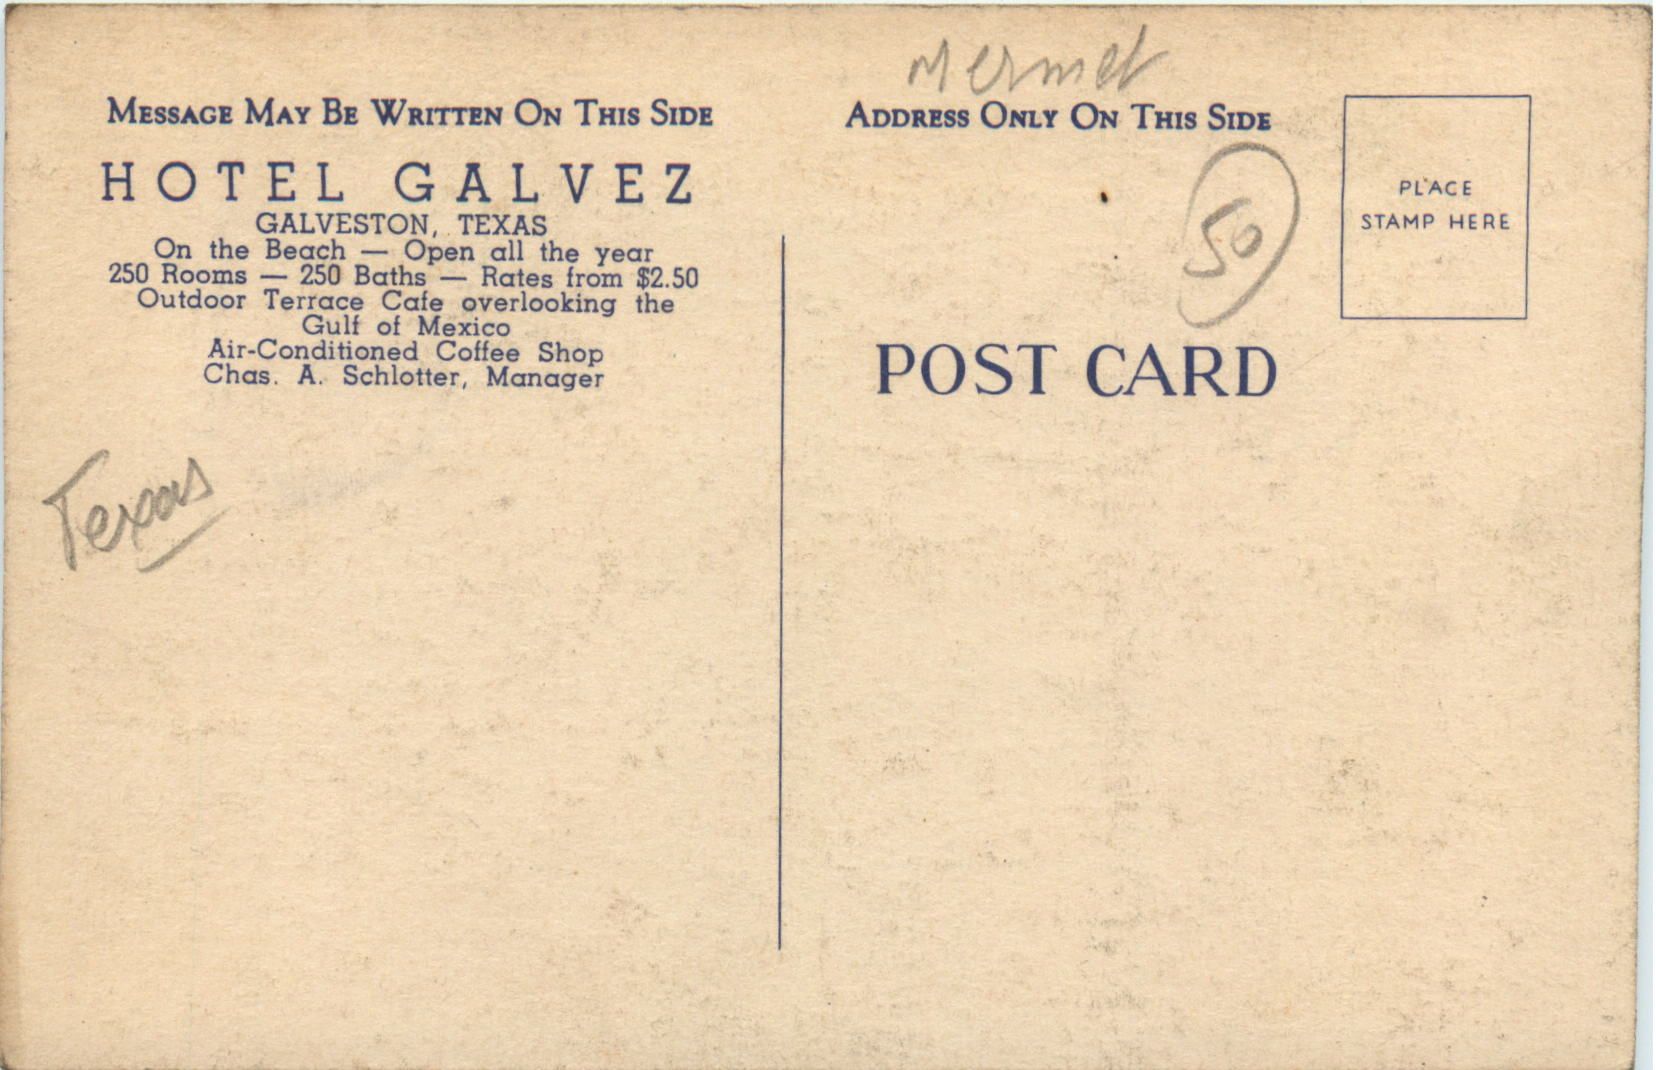 Mermet
MESSAGE MAY BE WRITTEN ON THIS SIDE
ADDRESS ONLY ON THIS SIDE
HOTEL GALVEZ
GALVESTON, TEXAS
On the Beach — Open all the year
250 Rooms — 250 Baths — Rates from $2.50
Outdoor Terrace Cafe overlooking the
Gulf of Mexico
Air-Conditioned Coffee Shop
Chas. A. Schlotter, Manager
Texas
50
PLACE
STAMP HERE
POST CARD